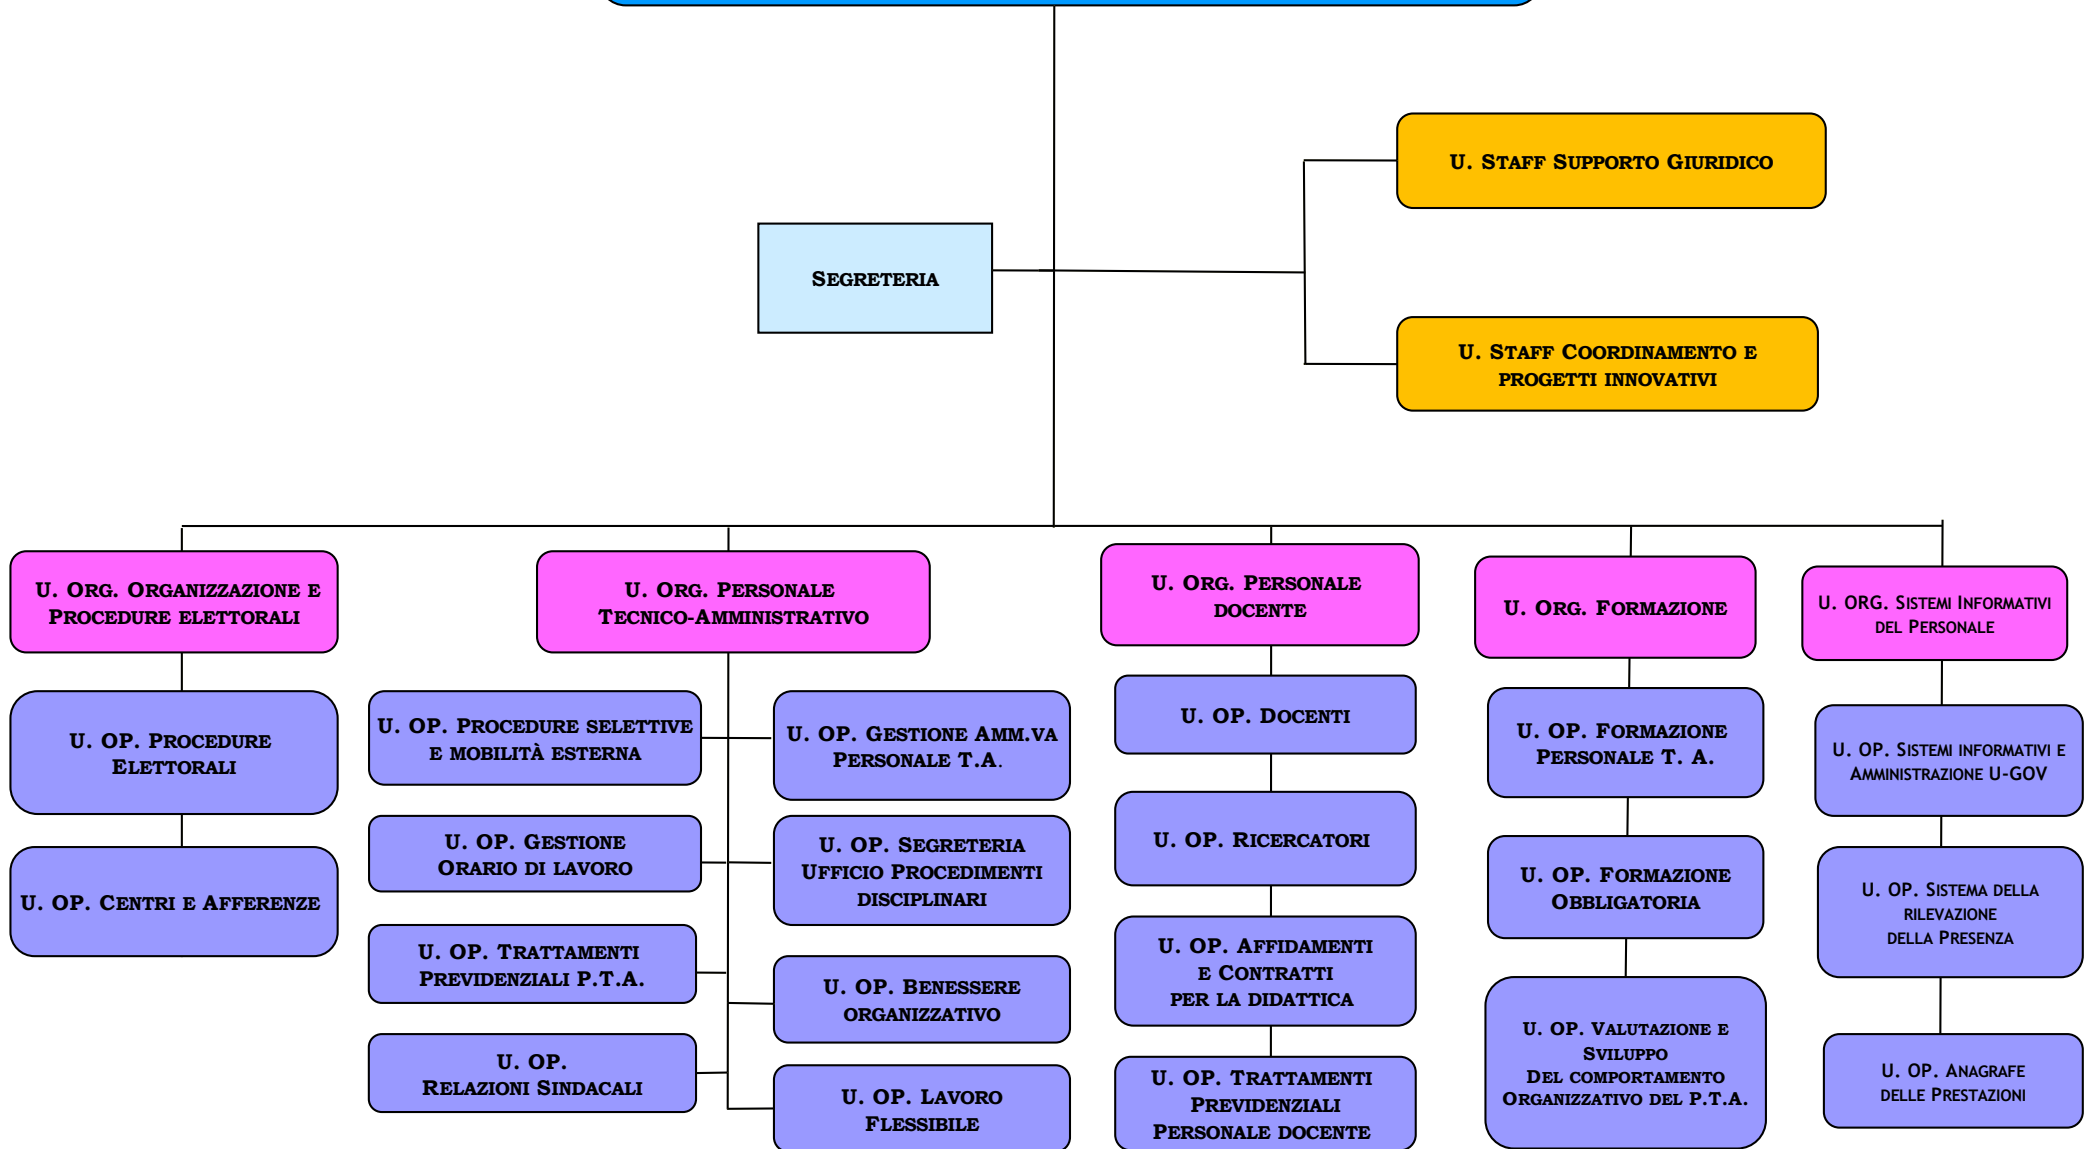 U. STAFF SUPPORTO GIURIDICO
SEGRETERIA
U. STAFF COORDINAMENTO E
PROGETTI INNOVATIVI
U. ORG. ORGANIZZAZIONE E
PROCEDURE ELETTORALI
U. OP. PROCEDURE
ELETTORALI
U. OP. CENTRI E AFFERENZE
U. ORG. PERSONALE
TECNICO-AMMINISTRATIVO
U. OP. PROCEDURE SELETTIVE
E MOBILITÀ ESTERNA
U. OP. GESTIONE
ORARIO DI LAVORO
U. OP. TRATTAMENTI
PREVIDENZIALI P.T.A.
U. OP.
RELAZIONI SINDACALI
U. OP. GESTIONE AMM.VA
PERSONALE T.A.
U. OP. SEGRETERIA
UFFICIO PROCEDIMENTI
DISCIPLINARI
U. OP. BENESSERE
ORGANIZZATIVO
U. OP. LAVORO
FLESSIBILE
U. ORG. PERSONALE
DOCENTE
U. OP. DOCENTI
U. OP. RICERCATORI
U. OP. AFFIDAMENTI
E CONTRATTI
PER LA DIDATTICA
U. OP. TRATTAMENTI
PREVIDENZIALI
PERSONALE DOCENTE
U. ORG. FORMAZIONE
U. OP. FORMAZIONE
PERSONALE T. A.
U. OP. FORMAZIONE
OBBLIGATORIA
U. OP. VALUTAZIONE E
SVILUPPO
DEL COMPORTAMENTO
ORGANIZZATIVO DEL P.T.A.
U. ORG. SISTEMI INFORMATIVI
DEL PERSONALE
U. OP. SISTEMI INFORMATIVI E
AMMINISTRAZIONE U-GOV
U. OP. SISTEMA DELLA
RILEVAZIONE
DELLA PRESENZA
U. OP. ANAGRAFE
DELLE PRESTAZIONI